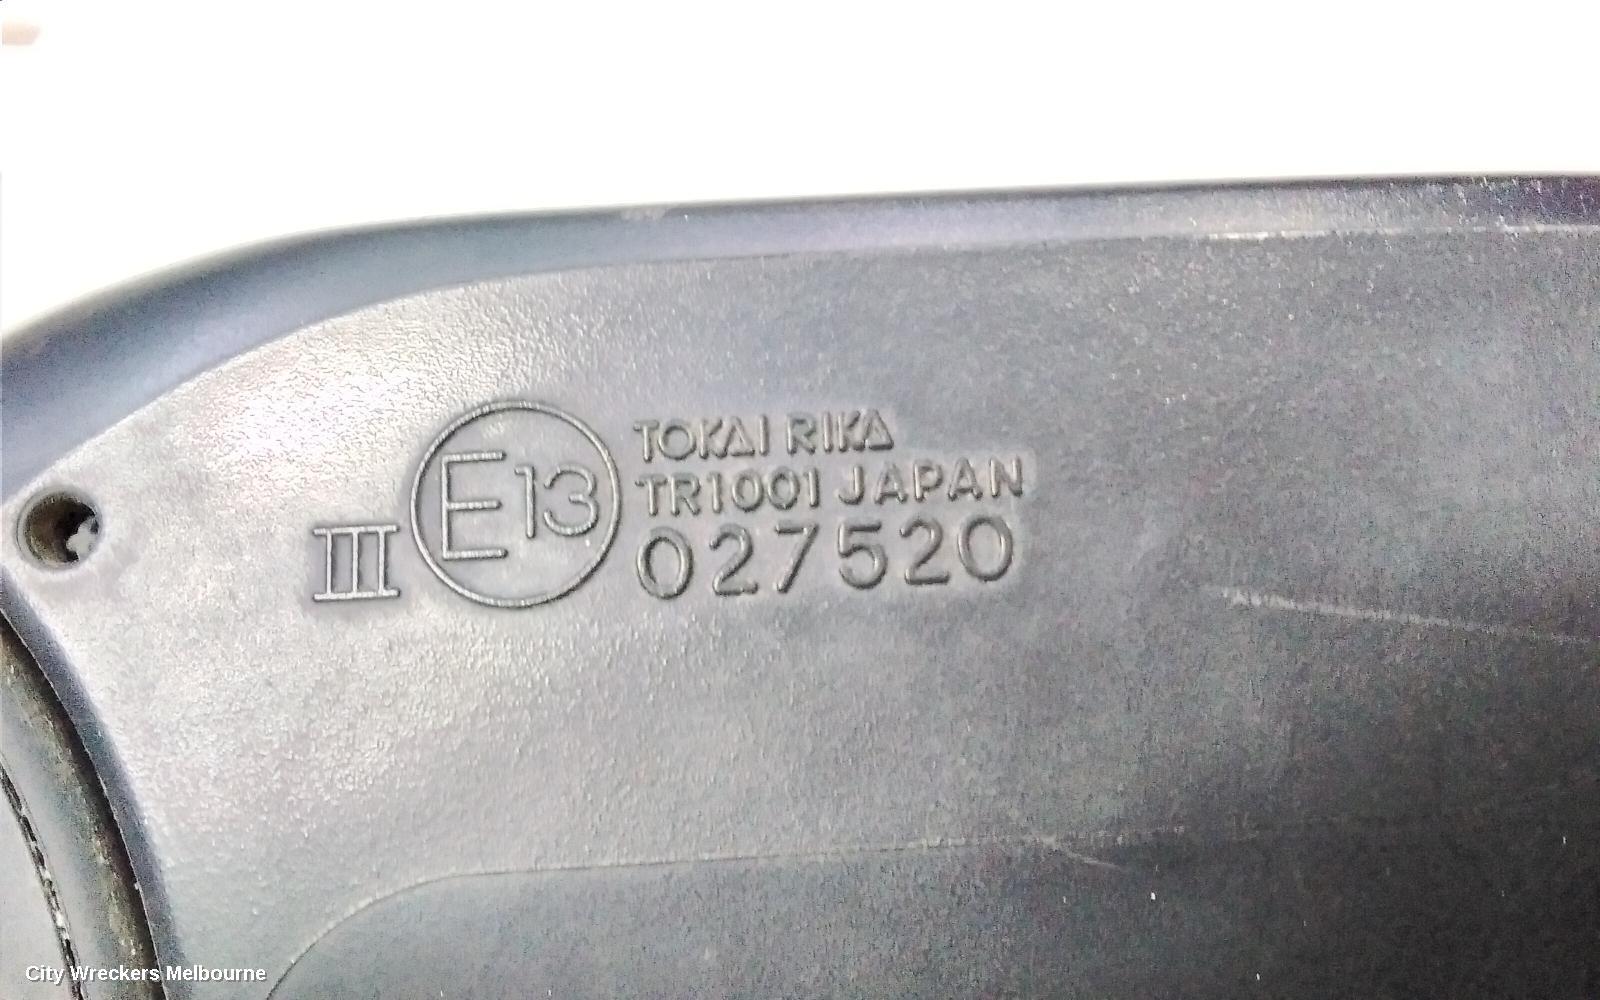 TOKAI RIKA
TR1001 JAPAN
III E13 027520
City Wreckers Melbourne